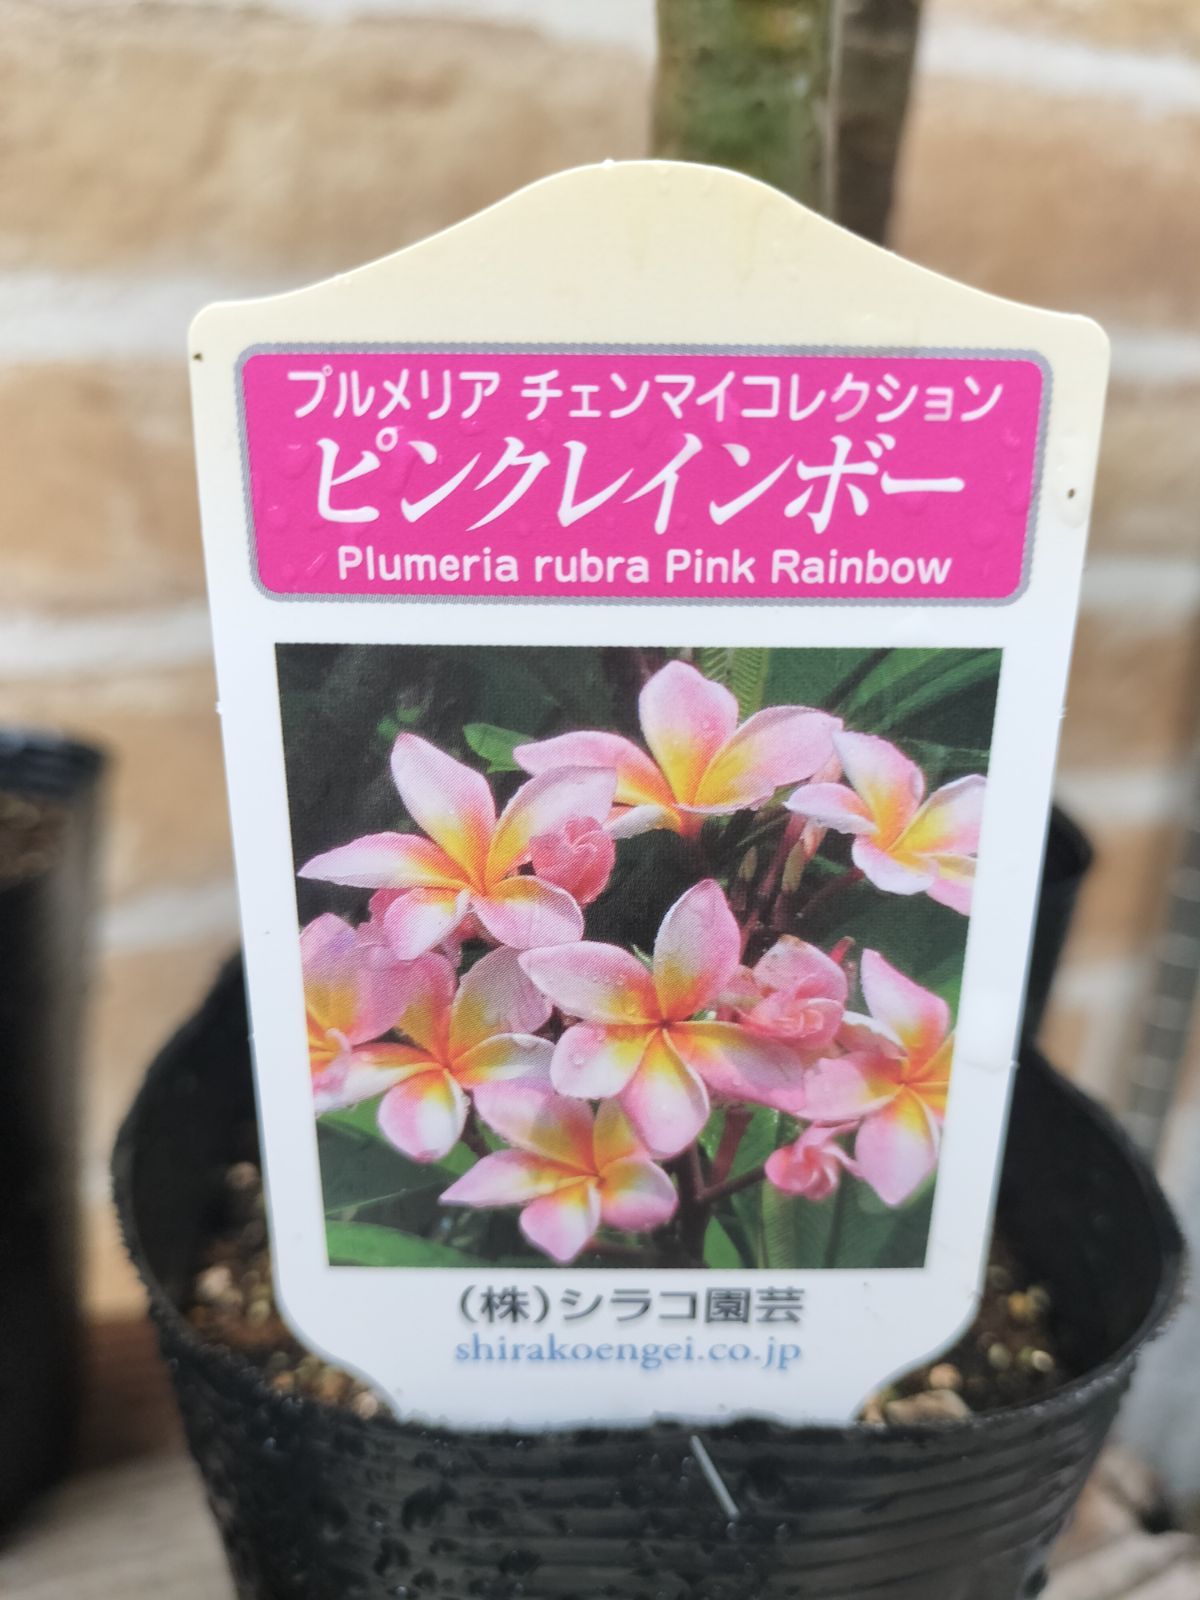 プルメリア チェンマイコレクション
ピンクレインボー
Plumeria rubra Pink Rainbow
(株)シラコ園芸
shirakoengei.co.jp